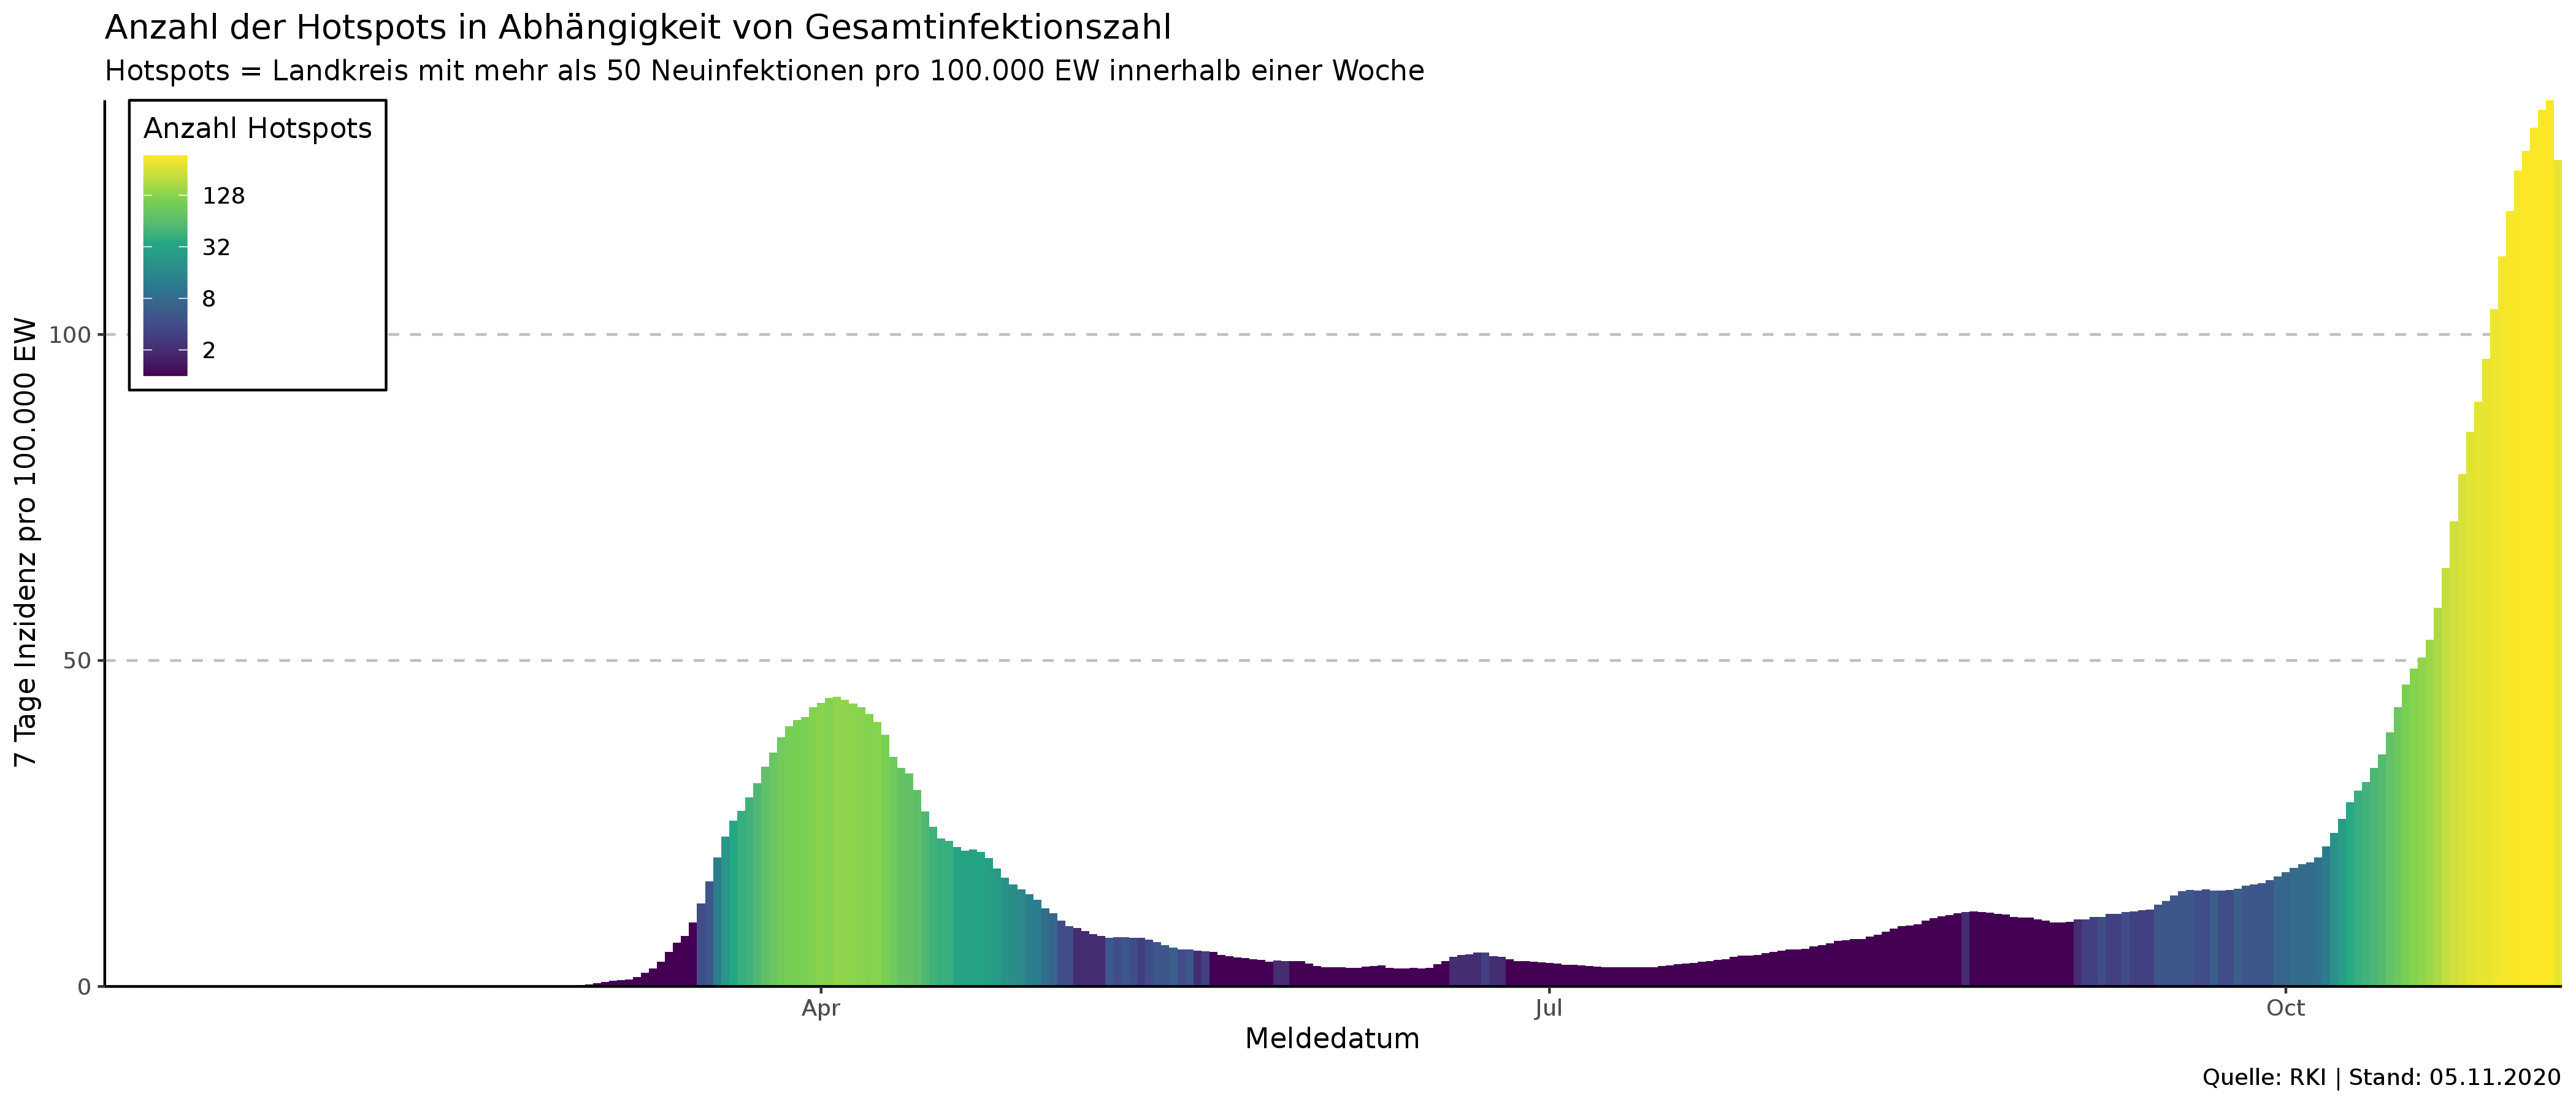 Anzahl der Hotspots in Abhängigkeit von Gesamtinfektionszahl
Hotspots = Landkreis mit mehr als 50 Neuinfektionen pro 100.000 EW innerhalb einer Woche
Anzahl Hotspots
128
32
8
2
7 Tage Inzidenz pro 100.000 EW
100
50
0
Apr
Jul
Oct
Meldedatum
Quelle: RKI | Stand: 05.11.2020